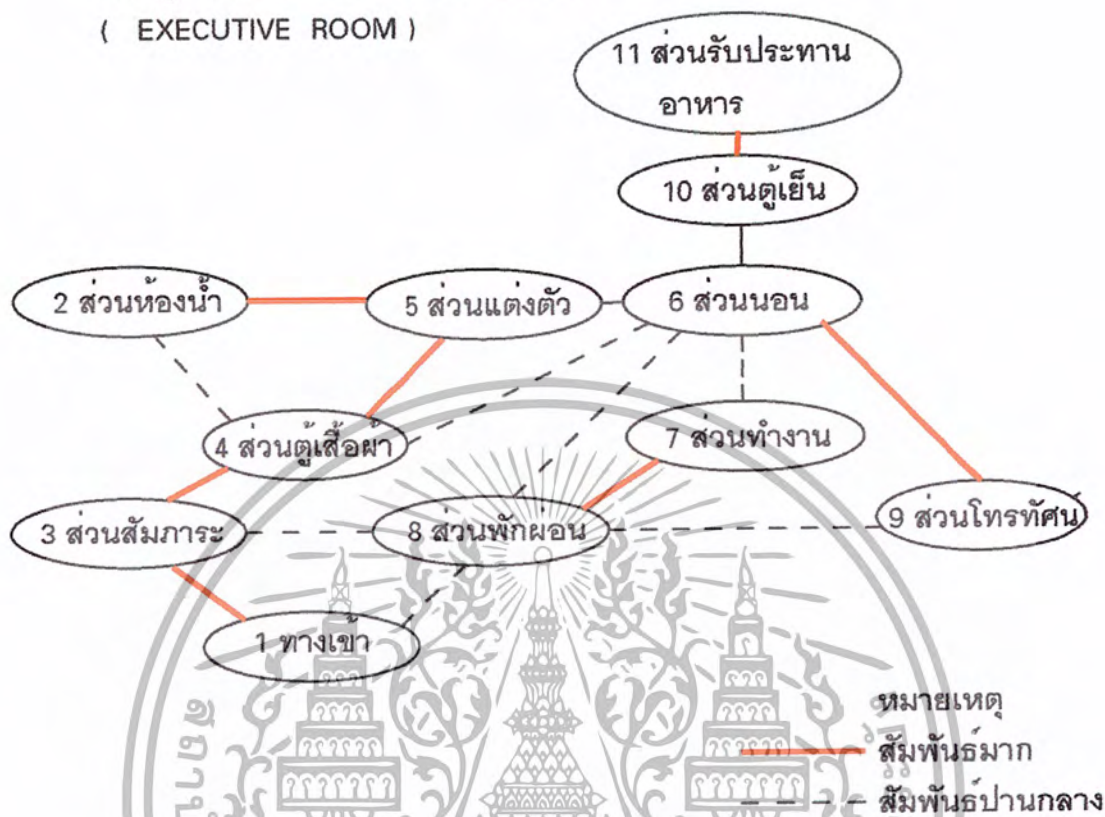 ( EXECUTIVE ROOM )
11 ส่วนรับประทาน
อาหาร
10 ส่วนตู้เย็น
2 ส่วนห้องน้ำ
5 ส่วนแต่งตัว
6 ส่วนนอน
4 ส่วนตู้เสื้อผ้า
7 ส่วนทำงาน
3 ส่วนสัมภาระ
8 ส่วนพักผอน
9 ส่วนโทรทัศน
1 ทางเข้า
หมายเหตุ
สัมพันธ์มาก
สัมพันธ์ปานกลาง